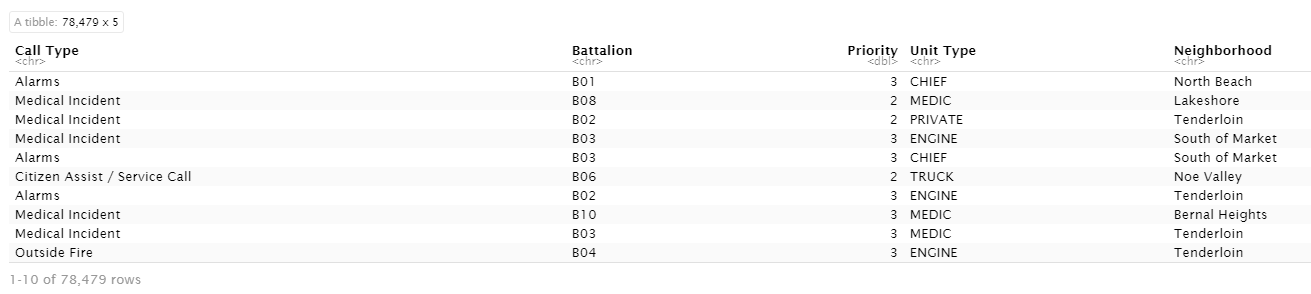 A tibble: 78,479 x 5
Call Type Battalion Priority Unit Type Neighborhood
<chr> <chr> <dbl> <chr> <chr>
Alarms B01 3 CHIEF North Beach
Medical Incident B08 2 MEDIC Lakeshore
Medical Incident B02 2 PRIVATE Tenderloin
Medical Incident B03 3 ENGINE South of Market
Alarms B03 3 CHIEF South of Market
Citizen Assist / Service Call B06 2 TRUCK Noe Valley
Alarms B02 3 ENGINE Tenderloin
Medical Incident B10 3 MEDIC Bernal Heights
Medical Incident B03 3 MEDIC Tenderloin
Outside Fire B04 3 ENGINE Tenderloin
1-10 of 78,479 rows